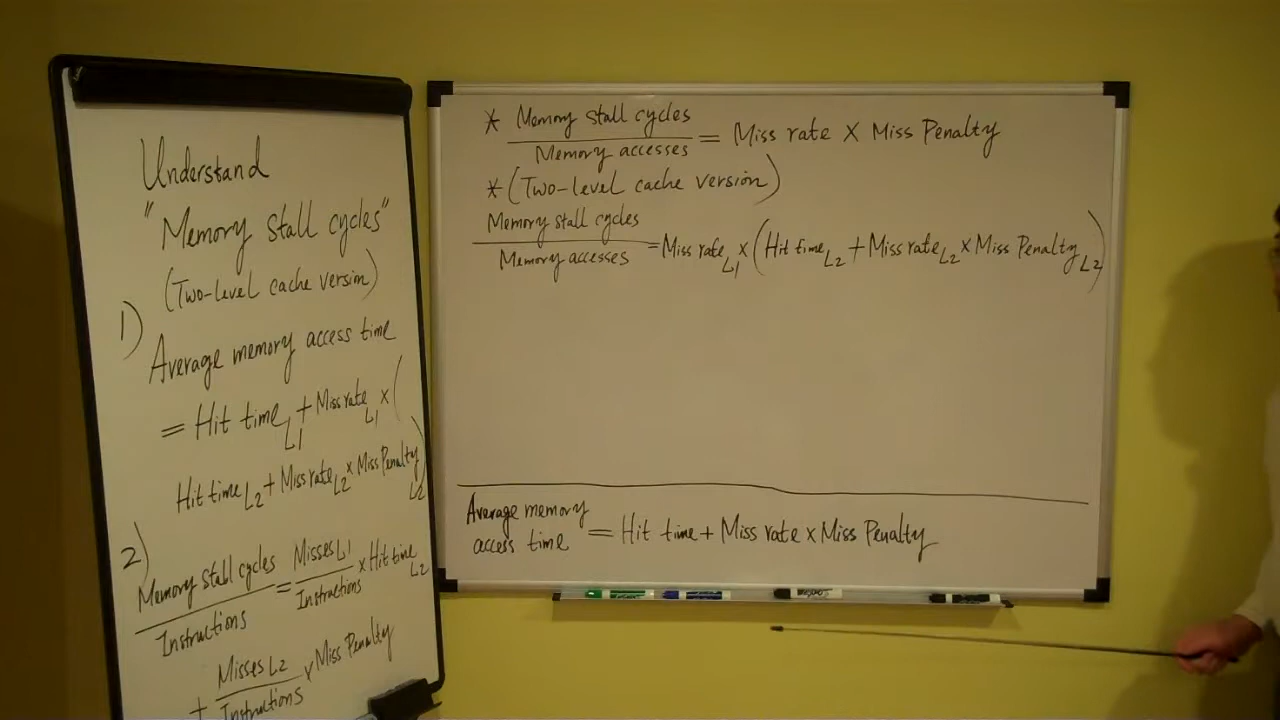 Understand
"Memory stall cycles"
(Two-level cache version)
1)
Average memory access time
= Hit time L1 + Miss rate L1 × (
Hit time L2 + Miss rate L2 × Miss Penalty L2)
2)
Memory stall cycles / Instructions = Misses L1 / Instructions × Hit time L2
+ Misses L2 / Instructions × Miss Penalty
* Memory stall cycles / Memory accesses = Miss rate X Miss Penalty
* (Two-level cache version)
Memory stall cycles / Memory accesses = Miss rate L1 × (Hit time L2 + Miss rate L2 × Miss Penalty L2)
Average memory
access time = Hit time + Miss rate × Miss Penalty